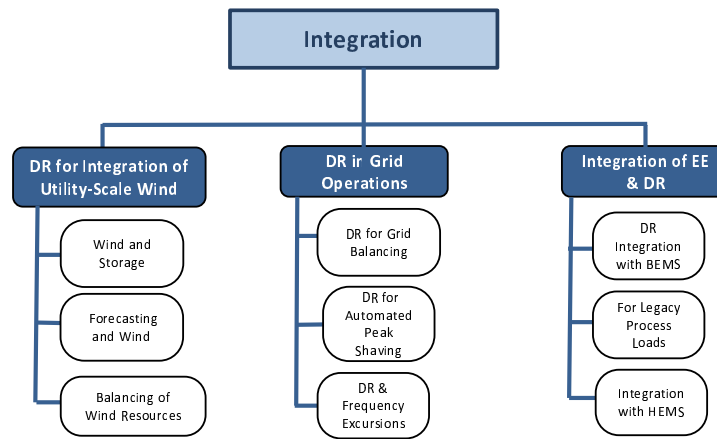 Integration
DR for Integration of
Utility-Scale Wind
Wind and
Storage
Forecasting
and Wind
Balancing of
Wind Resources
DR ir Grid
Operations
DR for Grid
Balancing
DR for
Automated
Peak
Shaving
DR &
Frequency
Excursions
Integration of EE
& DR
DR
Integration
with BEMS
For Legacy
Process
Loads
Integration
with HEMS